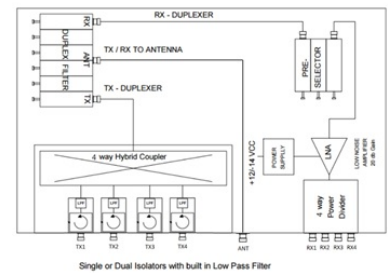 RX - DUPLEXER
RX
DUPLEX FILTER
ANT
TX
TX / RX TO ANTENNA
TX - DUPLEXER
PRE-
SELECTOR
4 way Hybrid Coupler
+12/-14 VCC
POWER
SUPPLLY
LNA
LOW NOISE
AMPLIFIER
20 db Gain
LPF
LPF
LPF
LPF
4 way
Power
Divider
TX1
TX2
TX3
TX4
ANT
RX1
RX2
RX3
RX4
Single or Dual Isolators with built in Low Pass Filter